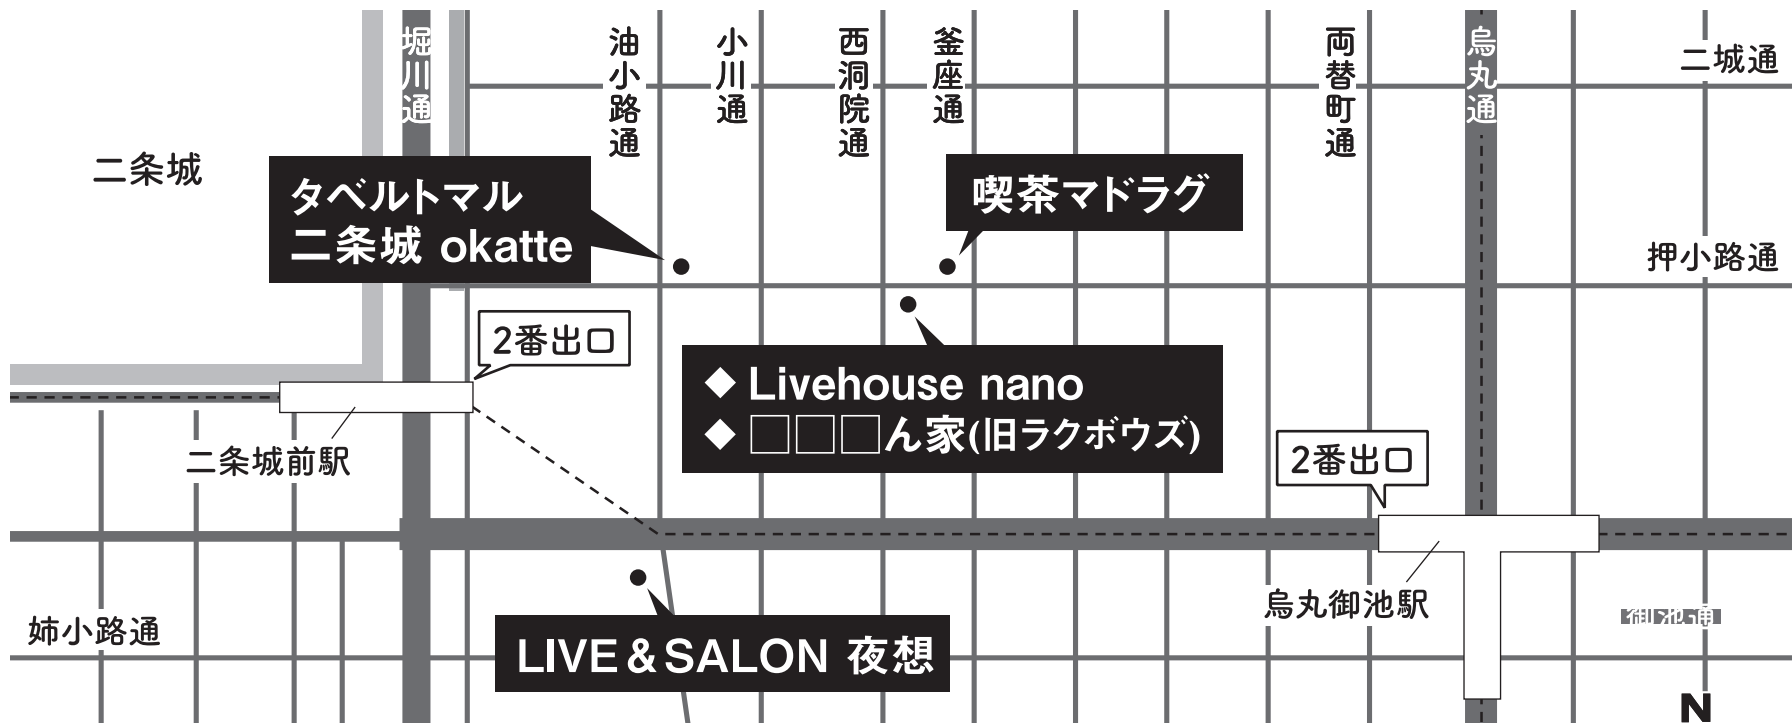 堀川通
油小路通
小川通
西洞院通
釜座通
両替町通
烏丸通
二城通
二条城
タベルトマル
二条城 okatte
喫茶マドラグ
押小路通
2番出口
◆ Livehouse nano
◆ □□□ん家(旧ラクボウズ)
二条城前駅
2番出口
烏丸御池駅
御池通
姉小路通
LIVE&SALON 夜想
N